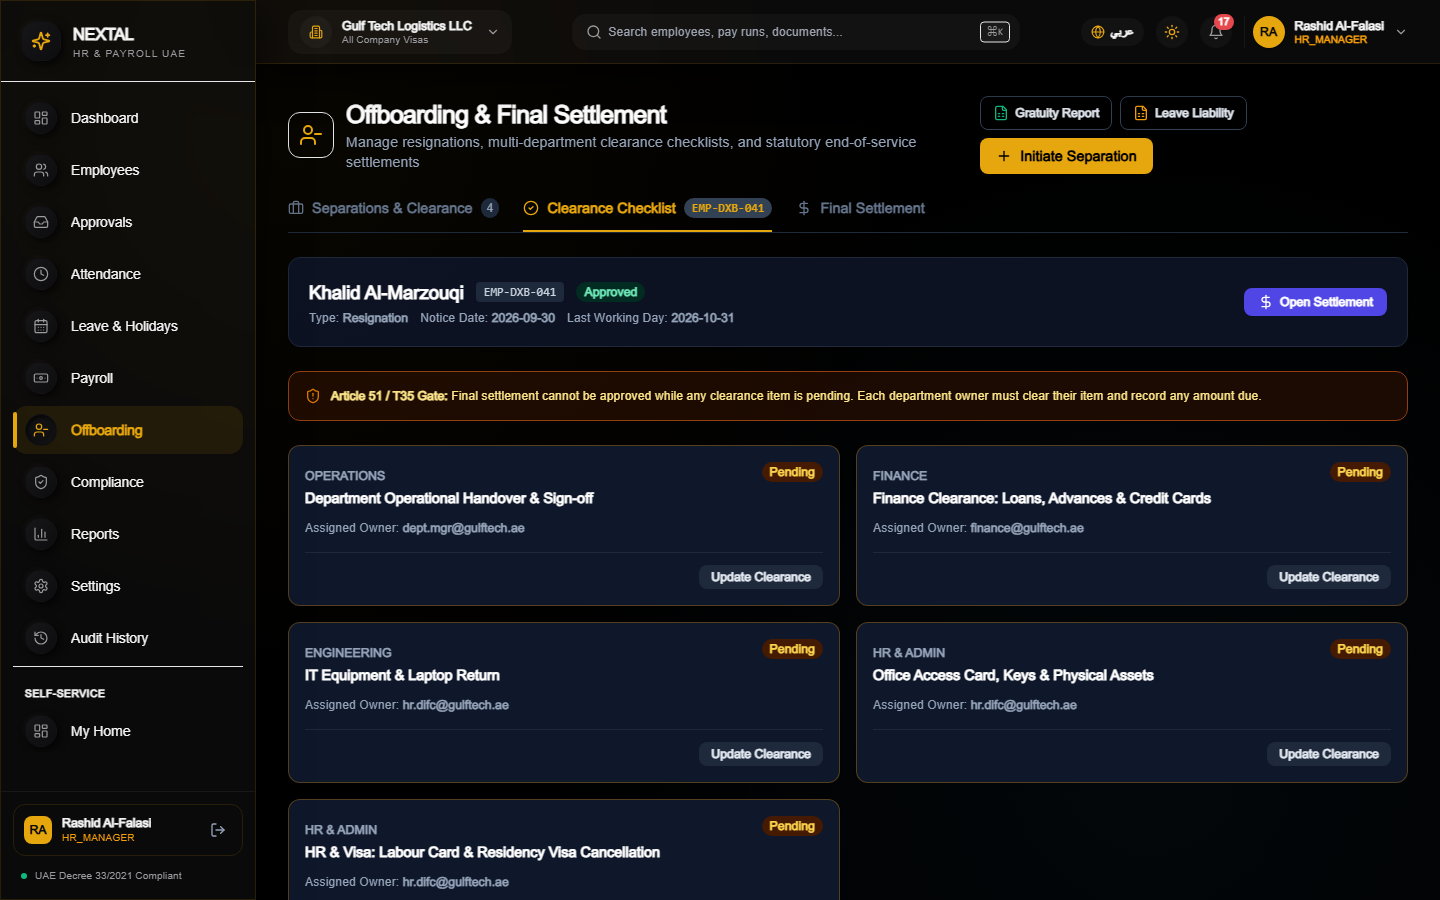 NEXTAL
HR & PAYROLL UAE
Gulf Tech Logistics LLC
All Company Visas
Search employees, pay runs, documents...
⌘K
عربي
17
RA
Rashid Al-Falasi
HR_MANAGER
Dashboard
Employees
Approvals
Attendance
Leave & Holidays
Payroll
Offboarding
Compliance
Reports
Settings
Audit History
SELF-SERVICE
My Home
RA
Rashid Al-Falasi
HR_MANAGER
UAE Decree 33/2021 Compliant
Offboarding & Final Settlement
Manage resignations, multi-department clearance checklists, and statutory end-of-service
settlements
Gratuity Report
Leave Liability
Initiate Separation
Separations & Clearance 4
Clearance Checklist EMP-DXB-041
Final Settlement
Khalid Al-Marzouqi EMP-DXB-041 Approved
Type: Resignation Notice Date: 2026-09-30 Last Working Day: 2026-10-31
Open Settlement
Article 51 / T35 Gate: Final settlement cannot be approved while any clearance item is pending. Each department owner must clear their item and record any amount due.
OPERATIONS
Pending
Department Operational Handover & Sign-off
Assigned Owner: dept.mgr@gulftech.ae
Update Clearance
FINANCE
Pending
Finance Clearance: Loans, Advances & Credit Cards
Assigned Owner: finance@gulftech.ae
Update Clearance
ENGINEERING
Pending
IT Equipment & Laptop Return
Assigned Owner: hr.difc@gulftech.ae
Update Clearance
HR & ADMIN
Pending
Office Access Card, Keys & Physical Assets
Assigned Owner: hr.difc@gulftech.ae
Update Clearance
HR & ADMIN
Pending
HR & Visa: Labour Card & Residency Visa Cancellation
Assigned Owner: hr.difc@gulftech.ae